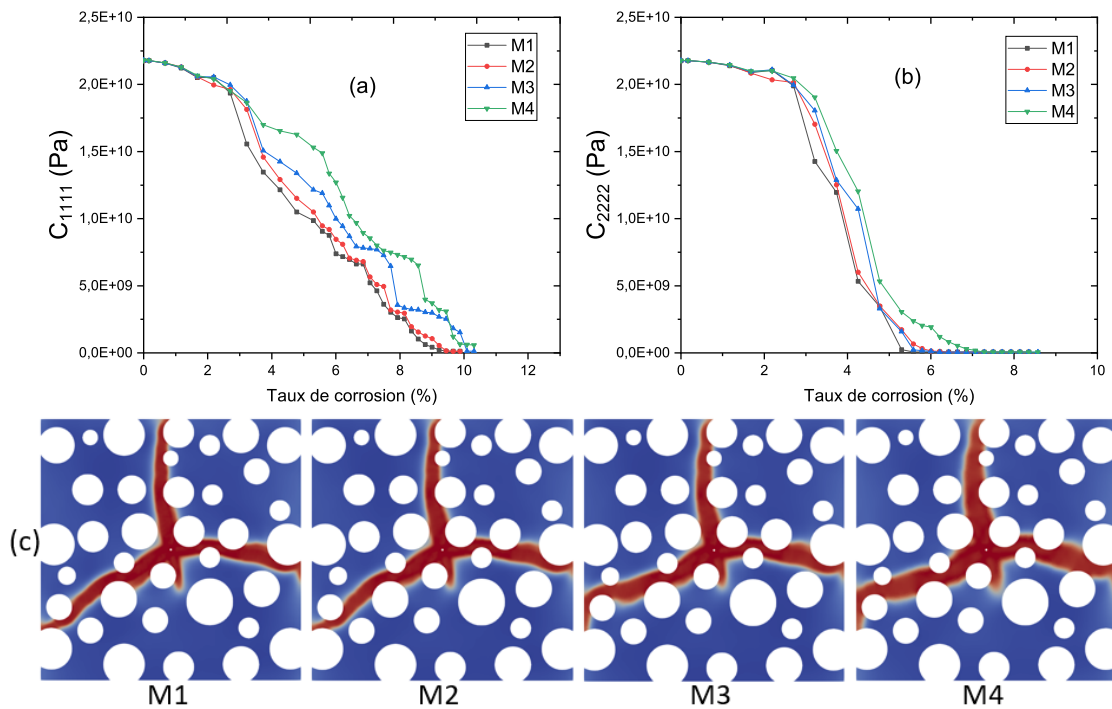 2,5E+10
2,0E+10
1,5E+10
1,0E+10
5,0E+09
0,0E+00
C1111 (Pa)
(a)
M1
M2
M3
M4
0 2 4 6 8 10 12
Taux de corrosion (%)
2,5E+10
2,0E+10
1,5E+10
1,0E+10
5,0E+09
0,0E+00
C2222 (Pa)
(b)
M1
M2
M3
M4
0 2 4 6 8 10
Taux de corrosion (%)
(c)
M1 M2 M3 M4